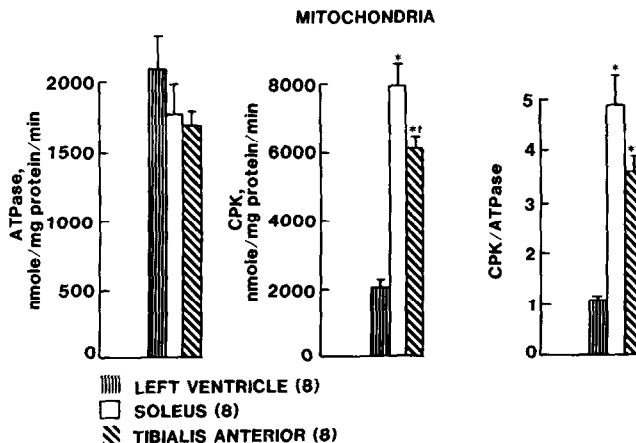 MITOCHONDRIA
ATPase,
nmole/mg protein/min
2000
1500
1000
500
0
CPK,
nmole/mg protein/min
8000
6000
4000
2000
0
*
*†
CPK/ATPase
5
4
3
2
1
0
*
*
LEFT VENTRICLE (8)
SOLEUS (8)
TIBIALIS ANTERIOR (8)